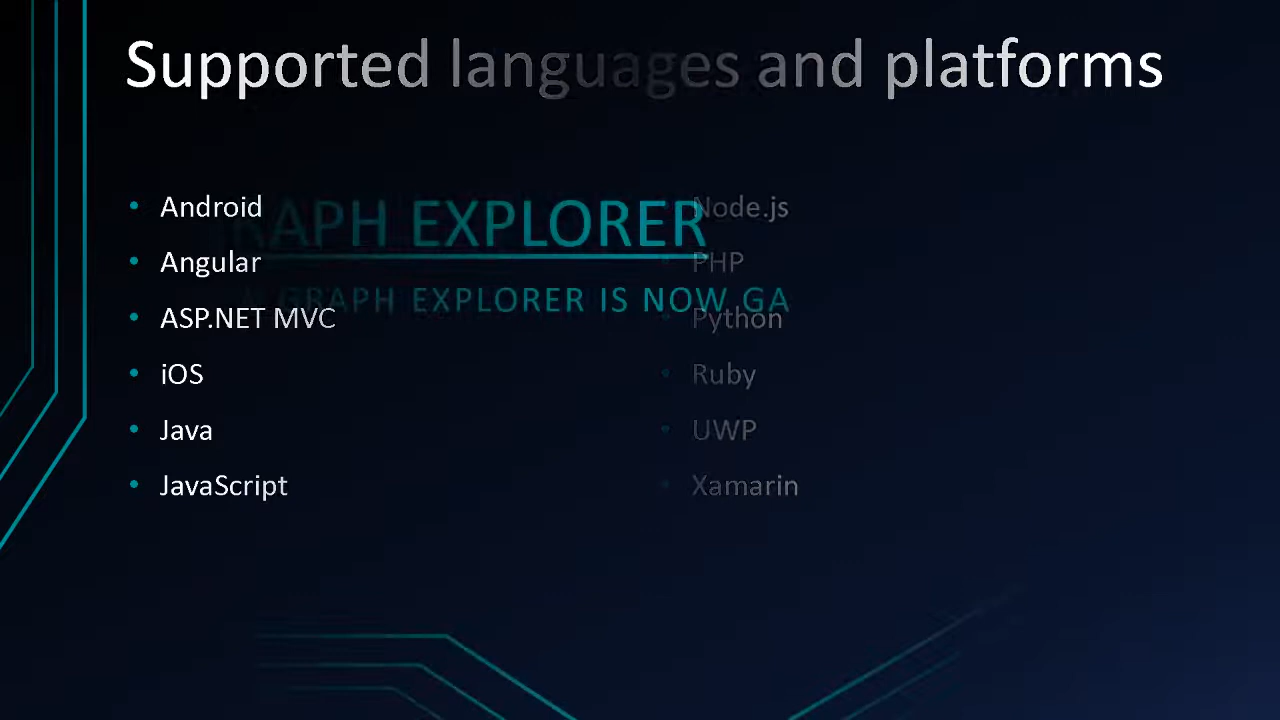 Supported languages and platforms
Android
Angular
ASP.NET MVC
iOS
Java
JavaScript
Node.js
PHP
Python
Ruby
UWP
Xamarin
RAPH EXPLORER
GRAPH EXPLORER IS NOW GA